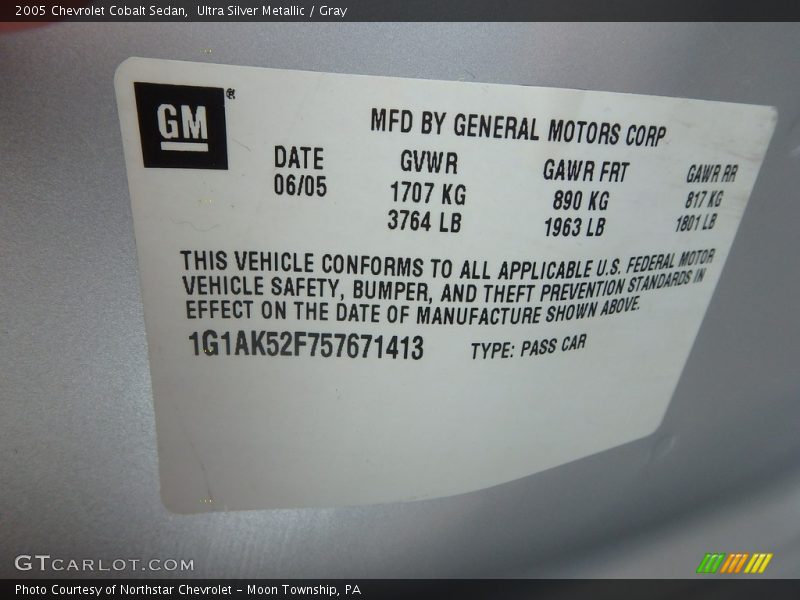 2005 Chevrolet Cobalt Sedan,  Ultra Silver Metallic / Gray
GM®
MFD BY GENERAL MOTORS CORP
DATE GVWR GAWR FRT GAWR RR
06/05 1707 KG 890 KG 817 KG
3764 LB 1963 LB 1801 LB
THIS VEHICLE CONFORMS TO ALL APPLICABLE U.S. FEDERAL MOTOR
VEHICLE SAFETY, BUMPER, AND THEFT PREVENTION STANDARDS IN
EFFECT ON THE DATE OF MANUFACTURE SHOWN ABOVE.
1G1AK52F757671413 TYPE: PASS CAR
GTCARLOT.COM
Photo Courtesy of Northstar Chevrolet - Moon Township, PA